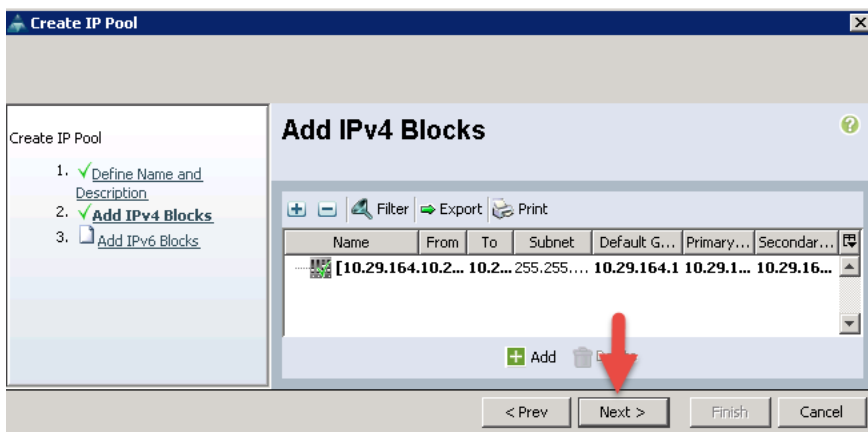 Create IP Pool
Create IP Pool
1. Define Name and
Description
2. Add IPv4 Blocks
3. Add IPv6 Blocks
Add IPv4 Blocks
Filter Export Print
Name From To Subnet Default G... Primary... Secondar...
[10.29.164. 10.2... 10.2... 255.255.... 10.29.164.1 10.29.1... 10.29.16...
Add
< Prev Next > Finish Cancel